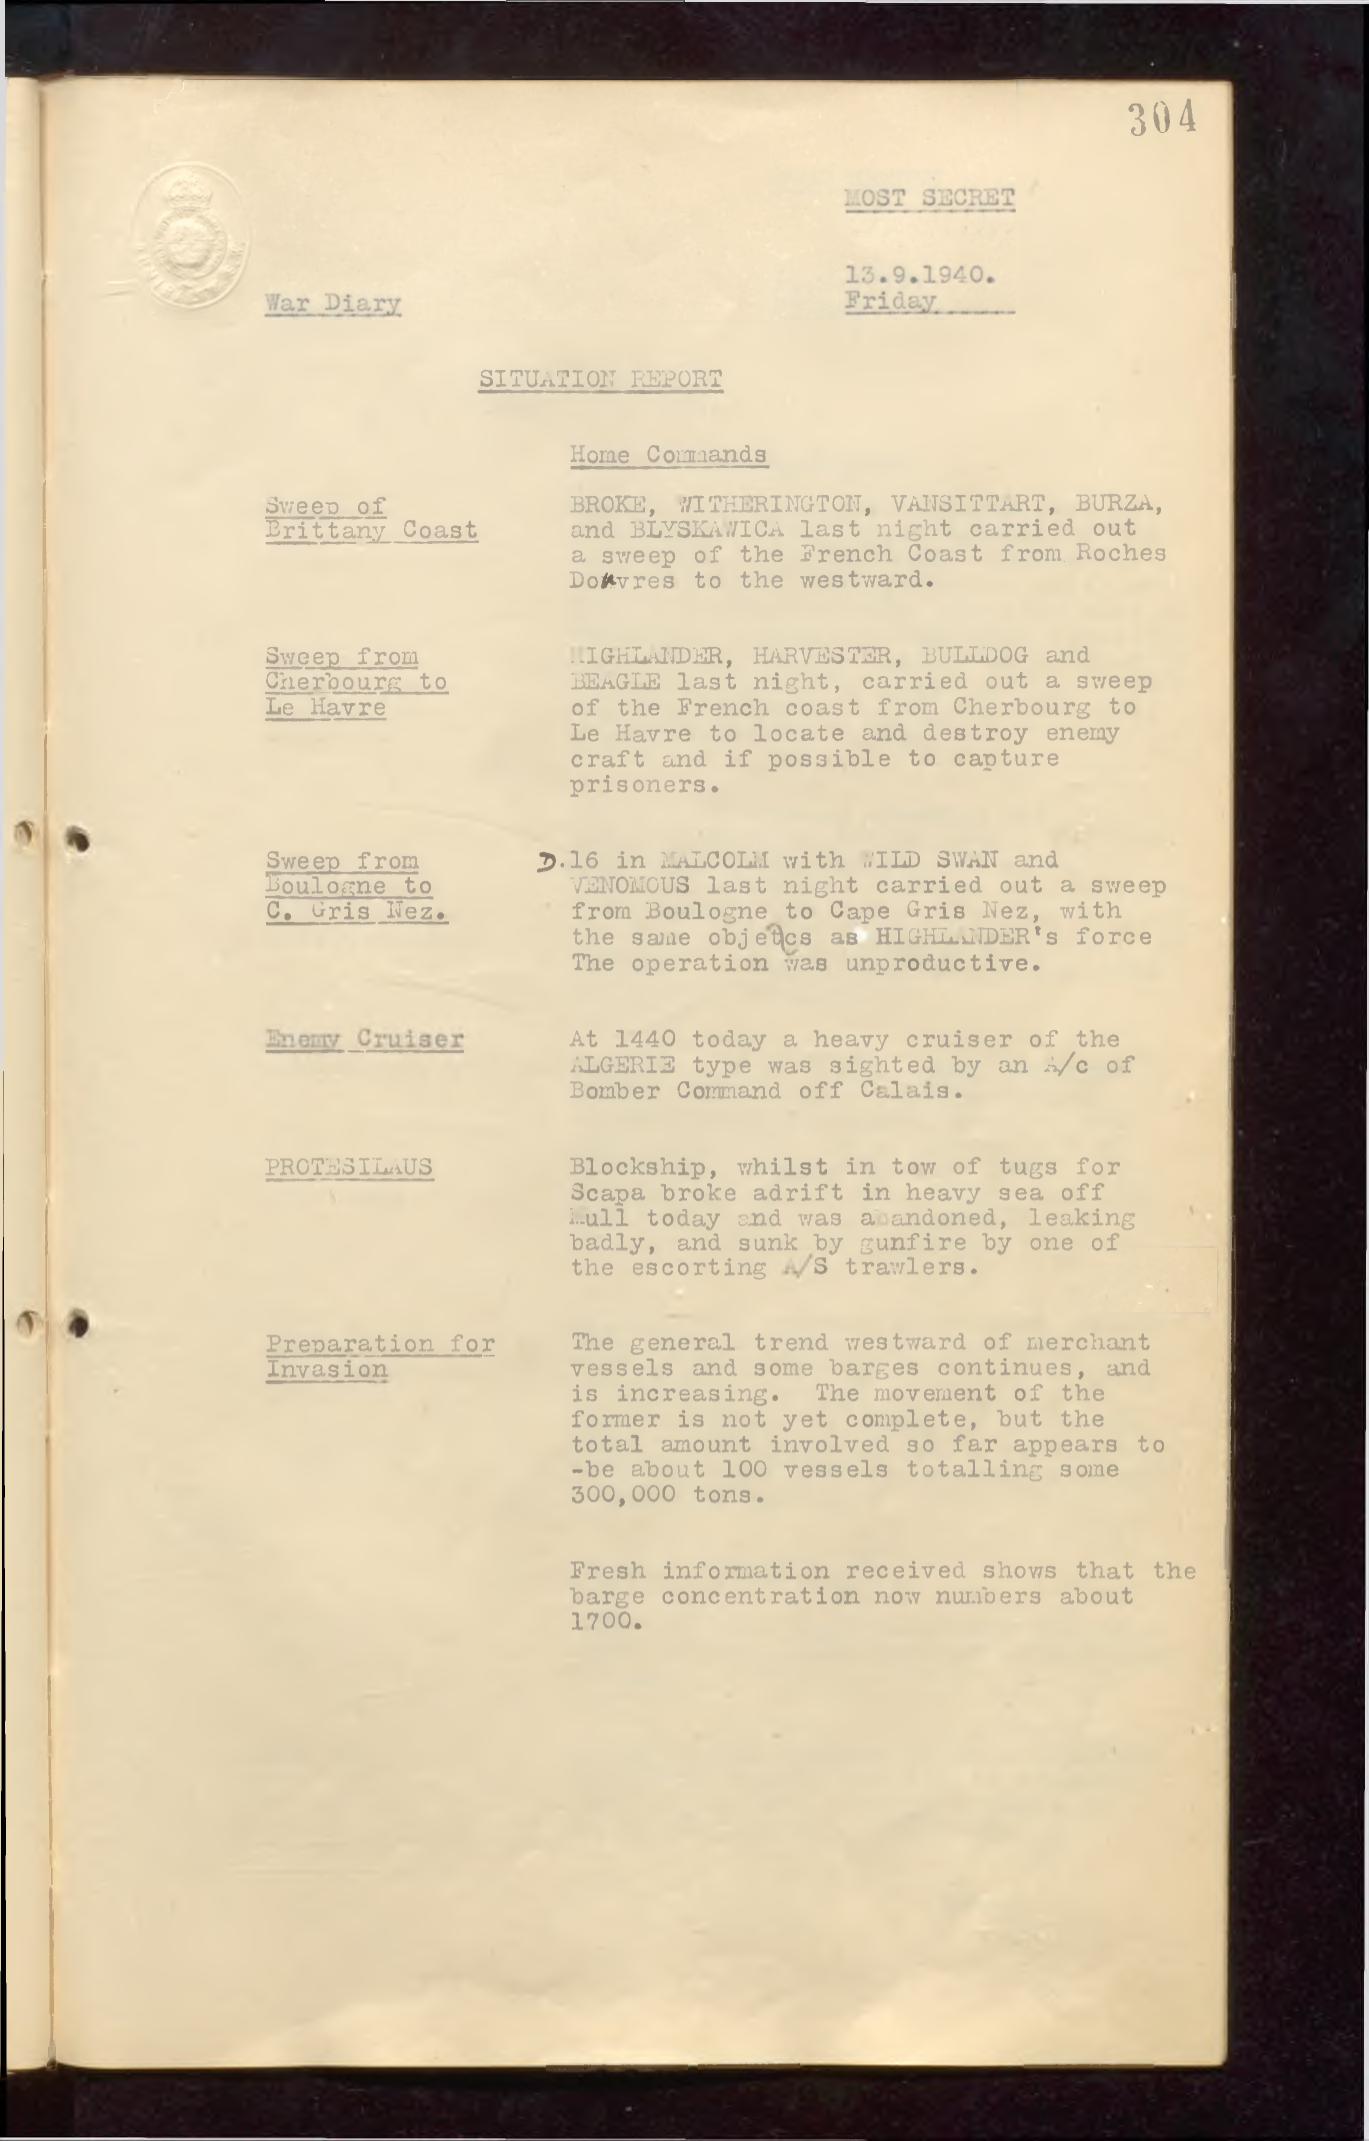 304
MOST SECRET
13.9.1940.
Friday
War Diary
SITUATION REPORT
Home Commands
Sweep of
Brittany Coast
BROKE, WITHERINGTON, VANSITTART, BURZA,
and BLYSKAWICA last night carried out
a sweep of the French Coast from Roches
Douvres to the westward.
Sweep from
Cherbourg to
Le Havre
HIGHLANDER, HARVESTER, BULLDOG and
BEAGLE last night, carried out a sweep
of the French coast from Cherbourg to
Le Havre to locate and destroy enemy
craft and if possible to capture
prisoners.
Sweep from
Boulogne to
C. Gris Nez.
D.16 in MALCOLM with WILD SWAN and
VENOMOUS last night carried out a sweep
from Boulogne to Cape Gris Nez, with
the same objetcs as HIGHLANDER's force
The operation was unproductive.
Enemy Cruiser
At 1440 today a heavy cruiser of the
ALGERIE type was sighted by an A/c of
Bomber Command off Calais.
PROTESILAUS
Blockship, whilst in tow of tugs for
Scapa broke adrift in heavy sea off
Mull today and was abandoned, leaking
badly, and sunk by gunfire by one of
the escorting A/S trawlers.
Preparation for
Invasion
The general trend westward of merchant
vessels and some barges continues, and
is increasing. The movement of the
former is not yet complete, but the
total amount involved so far appears to
-be about 100 vessels totalling some
300,000 tons.
Fresh information received shows that the
barge concentration now numbers about
1700.